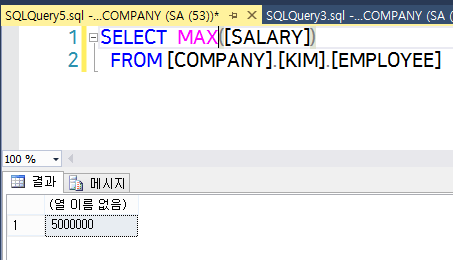 SQLQuery5.sql -...COMPANY (SA (53))* SQLQuery3.sql -...COMPANY (SA (5
1 SELECT MAX([SALARY])
2 FROM [COMPANY].[KIM].[EMPLOYEE]
100 %
결과 메시지
(열 이름 없음)
1 5000000